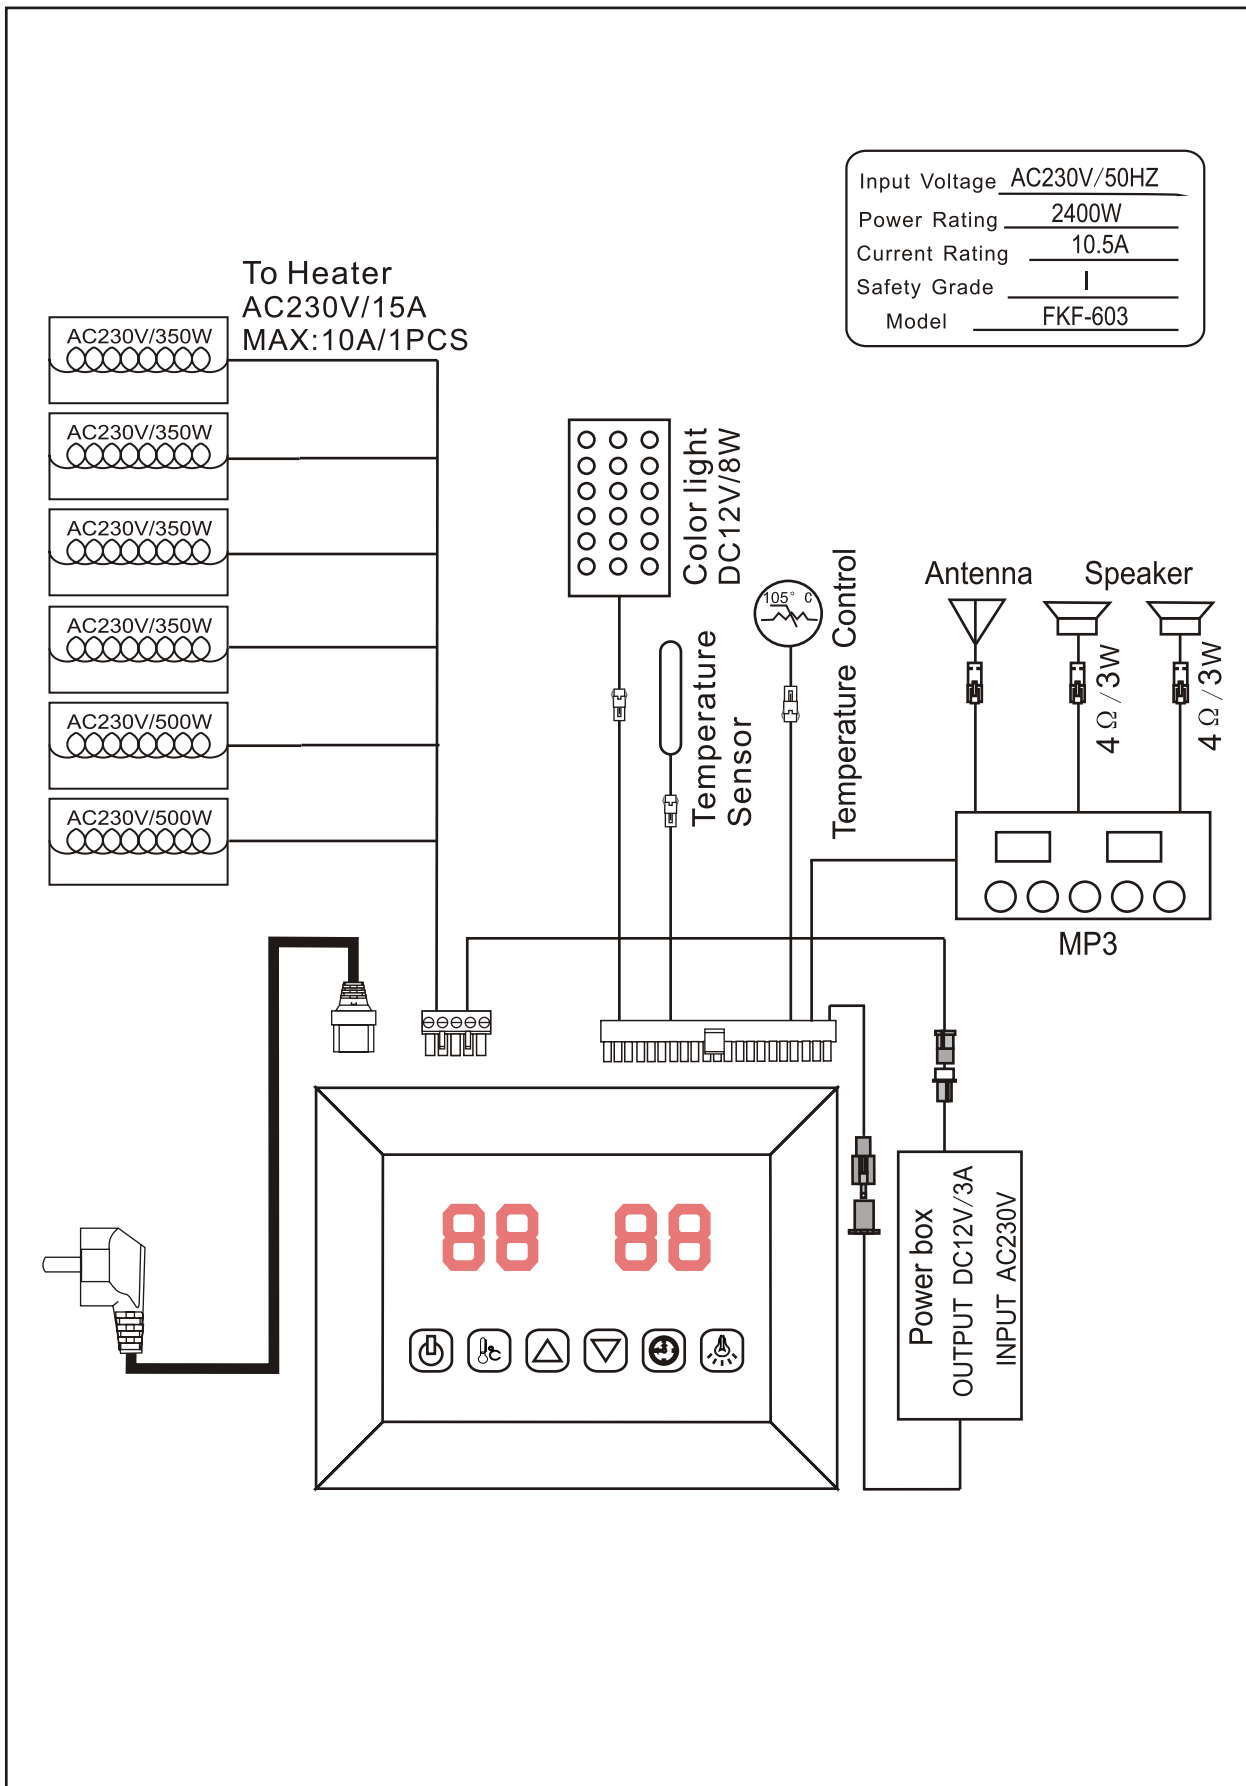 Input Voltage AC230V/50HZ
Power Rating 2400W
Current Rating 10.5A
Safety Grade I
Model FKF-603
To Heater
AC230V/15A
MAX:10A/1PCS
AC230V/350W
AC230V/350W
AC230V/350W
AC230V/350W
AC230V/500W
AC230V/500W
Color light
DC12V/8W
Temperature
Sensor
105° C
Temperature Control
Antenna
Speaker
4Ω/3W
4Ω/3W
MP3
88 88
°C
Power box
OUTPUT DC12V/3A
INPUT AC230V